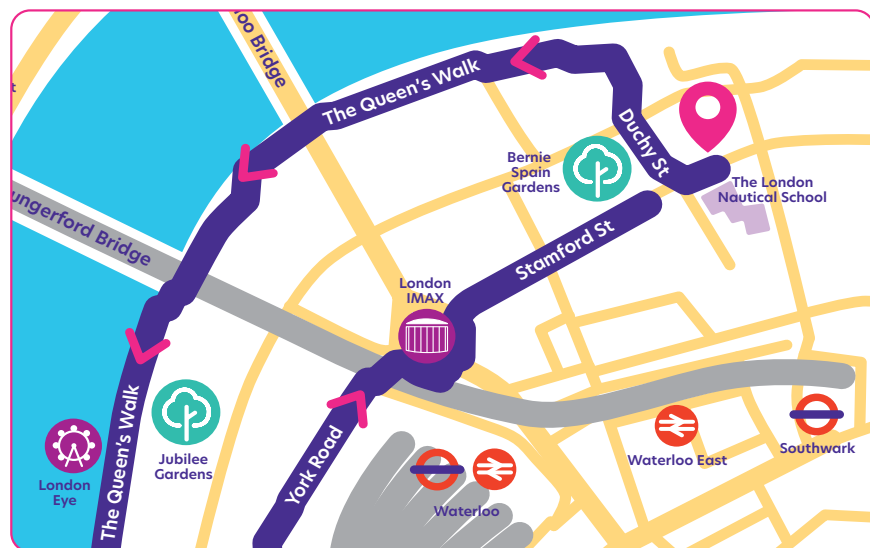 oo Bridge
The Queen's Walk
t
ungerford Bridge
Duchy St
Bernie
Spain
Gardens
The London
Nautical School
Stamford St
London
IMAX
The Queen's Walk
Jubilee
Gardens
London
Eye
York Road
Waterloo
Waterloo East
Southwark